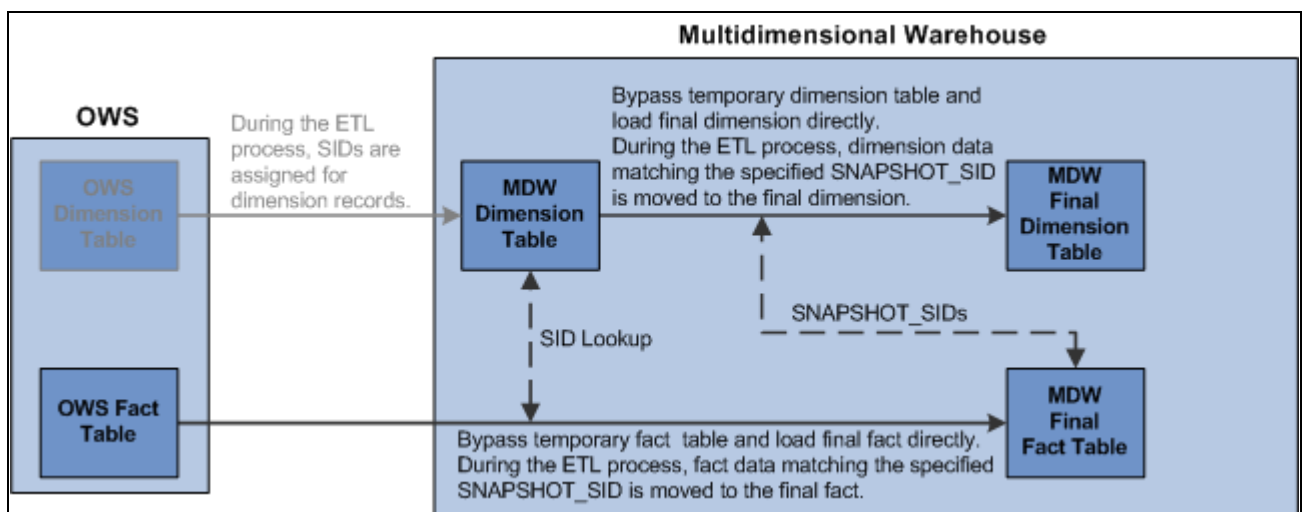 Multidimensional Warehouse
OWS
During the ETL
process, SIDs are
assigned for
dimension records.
Bypass temporary dimension table and
load final dimension directly.
During the ETL process, dimension data
matching the specified SNAPSHOT_SID
is moved to the final dimension.
OWS
Dimension
Table
MDW
Dimension
Table
MDW
Final
Dimension
Table
SNAPSHOT_SIDs
SID Lookup
OWS Fact
Table
MDW
Final
Fact Table
Bypass temporary fact table and load final fact directly.
During the ETL process, fact data matching the specified
SNAPSHOT_SID is moved to the final fact.